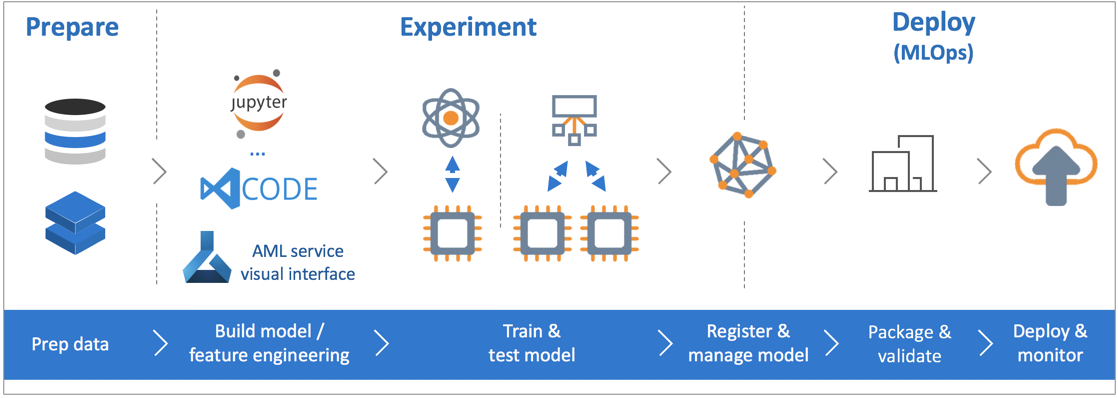 Prepare
Experiment
Deploy
(MLOps)
jupyter
...
CODE
AML service
visual interface
Prep data
Build model /
feature engineering
Train &
test model
Register &
manage model
Package &
validate
Deploy &
monitor